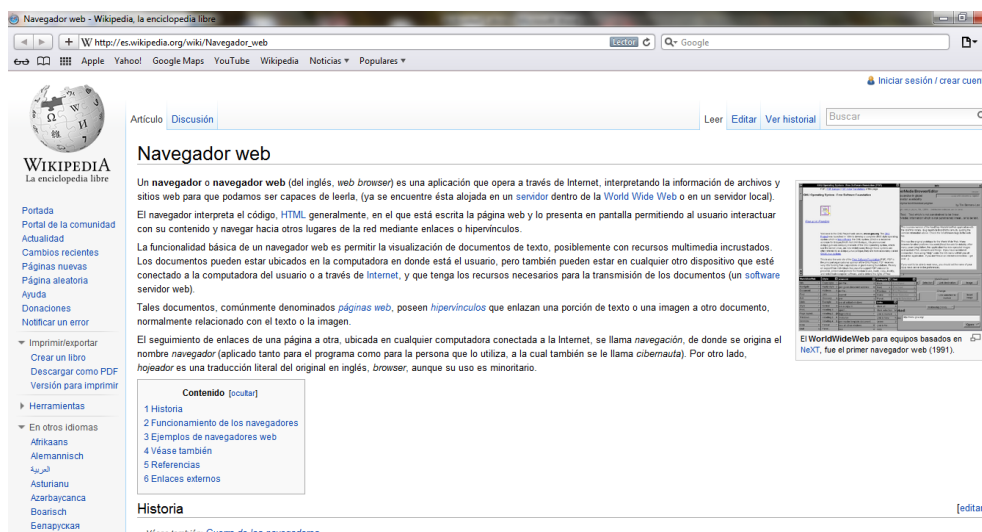 Navegador web - Wikipedia, la enciclopedia libre
W http://es.wikipedia.org/wiki/Navegador_web
Lector
Google
Apple Yahoo! Google Maps YouTube Wikipedia Noticias Populares
Iniciar sesión / crear cuen
Artículo Discusión
Leer Editar Ver historial
Buscar
WIKIPEDIA
La enciclopedia libre
Portada
Portal de la comunidad
Actualidad
Cambios recientes
Páginas nuevas
Página aleatoria
Ayuda
Donaciones
Notificar un error
Imprimir/exportar
Crear un libro
Descargar como PDF
Versión para imprimir
Herramientas
En otros idiomas
Afrikaans
Alemannisch
العربية
Asturianu
Azərbaycanca
Boarisch
Беларуская
Navegador web
Un navegador o navegador web (del inglés, web browser) es una aplicación que opera a través de Internet, interpretando la información de archivos y
sitios web para que podamos ser capaces de leerla, (ya se encuentre ésta alojada en un servidor dentro de la World Wide Web o en un servidor local).
El navegador interpreta el código, HTML generalmente, en el que está escrita la página web y lo presenta en pantalla permitiendo al usuario interactuar
con su contenido y navegar hacia otros lugares de la red mediante enlaces o hipervínculos.
La funcionalidad básica de un navegador web es permitir la visualización de documentos de texto, posiblemente con recursos multimedia incrustados.
Los documentos pueden estar ubicados en la computadora en donde está el usuario, pero también pueden estar en cualquier otro dispositivo que esté
conectado a la computadora del usuario o a través de Internet, y que tenga los recursos necesarios para la transmisión de los documentos (un software
servidor web).
Tales documentos, comúnmente denominados páginas web, poseen hipervínculos que enlazan una porción de texto o una imagen a otro documento,
normalmente relacionado con el texto o la imagen.
El seguimiento de enlaces de una página a otra, ubicada en cualquier computadora conectada a la Internet, se llama navegación, de donde se origina el
nombre navegador (aplicado tanto para el programa como para la persona que lo utiliza, a la cual también se le llama cibernauta). Por otro lado,
hojeador es una traducción literal del original en inglés, browser, aunque su uso es minoritario.
El WorldWideWeb para equipos basados en
NeXT, fue el primer navegador web (1991).
Contenido [ocultar]
1 Historia
2 Funcionamiento de los navegadores
3 Ejemplos de navegadores web
4 Véase también
5 Referencias
6 Enlaces externos
Historia
[editar
Véase también: Guerra de los navegadores